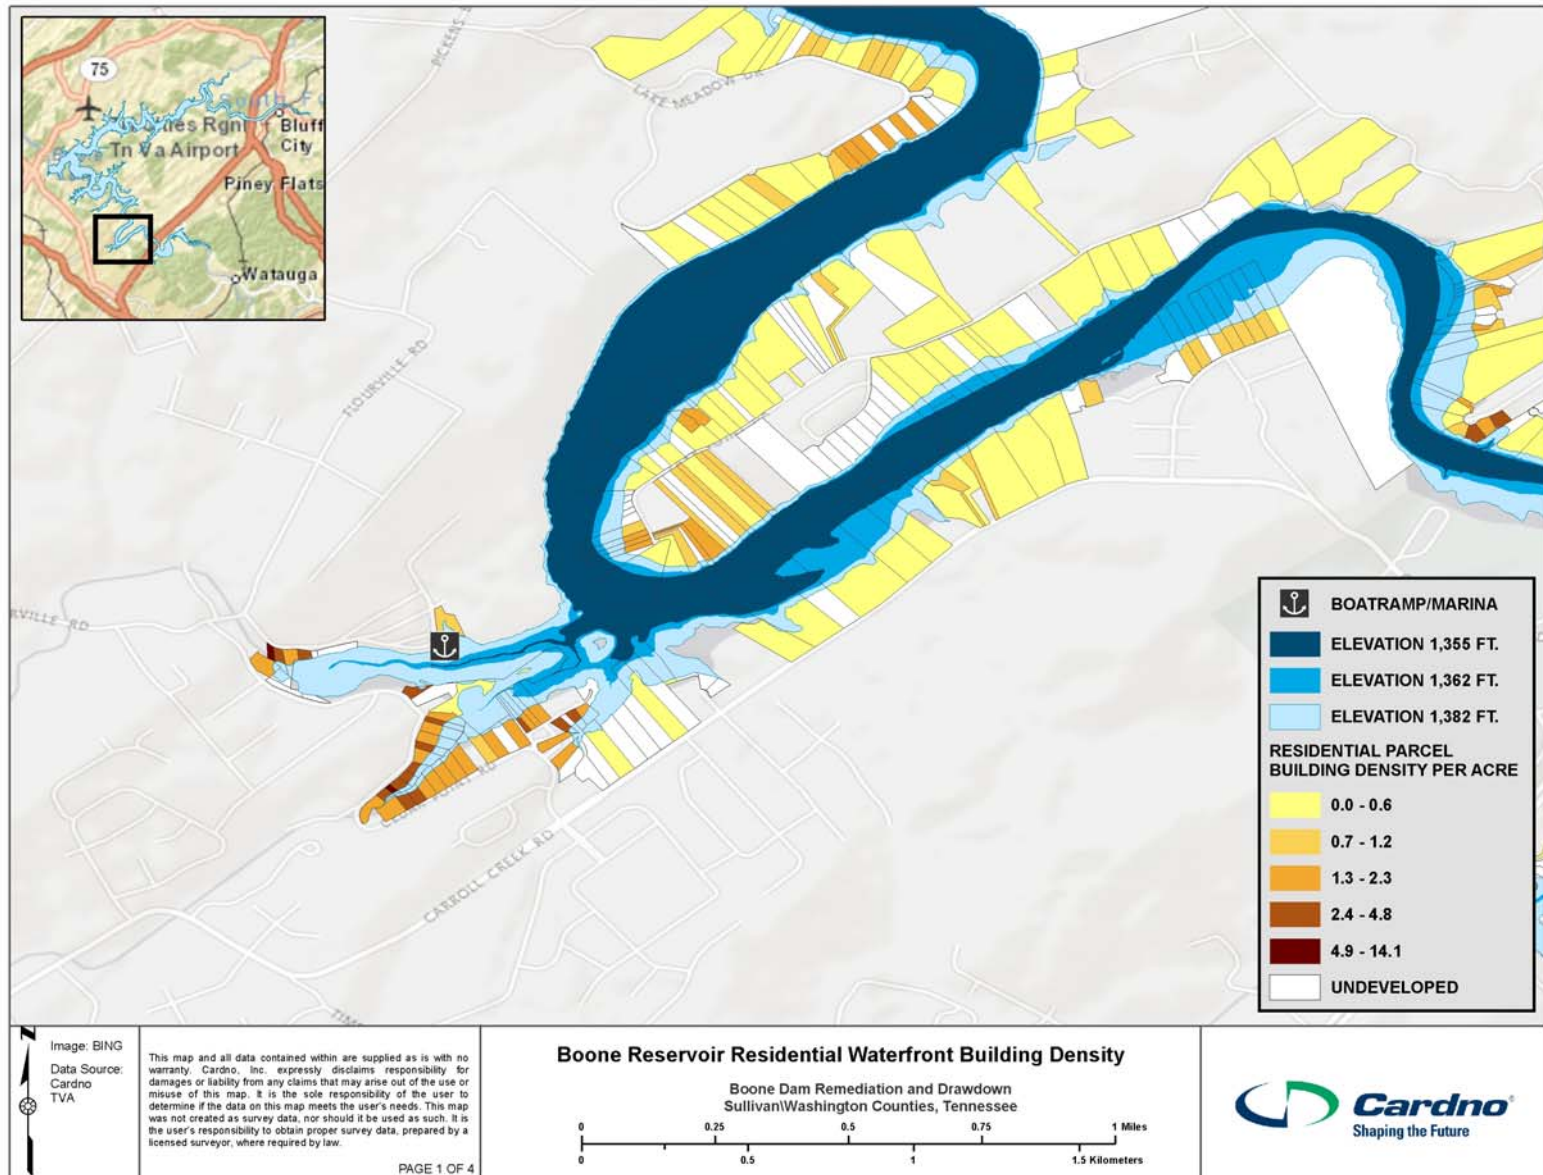 75
Bluff
City
Tn Va Airport
Piney Flats
Watauga
LAKE MEADOW DR
FLOURVILLE RD
RVILLE RD
CARROLL CREEK RD
BOATRAMP/MARINA
ELEVATION 1,355 FT.
ELEVATION 1,362 FT.
ELEVATION 1,382 FT.
RESIDENTIAL PARCEL
BUILDING DENSITY PER ACRE
0.0 - 0.6
0.7 - 1.2
1.3 - 2.3
2.4 - 4.8
4.9 - 14.1
UNDEVELOPED
N
Image: BING
Data Source:
Cardno
TVA
This map and all data contained within are supplied as is with no
warranty. Cardno, Inc. expressly disclaims responsibility for
damages or liability from any claims that may arise out of the use or
misuse of this map. It is the sole responsibility of the user to
determine if the data on this map meets the user's needs. This map
was not created as survey data, nor should it be used as such. It is
the user's responsibility to obtain proper survey data, prepared by a
licensed surveyor, where required by law.
PAGE 1 OF 4
Boone Reservoir Residential Waterfront Building Density
Boone Dam Remediation and Drawdown
Sullivan\Washington Counties, Tennessee
0 0.25 0.5 0.75 1 Miles
0 0.5 1 1.5 Kilometers
Cardno®
Shaping the Future